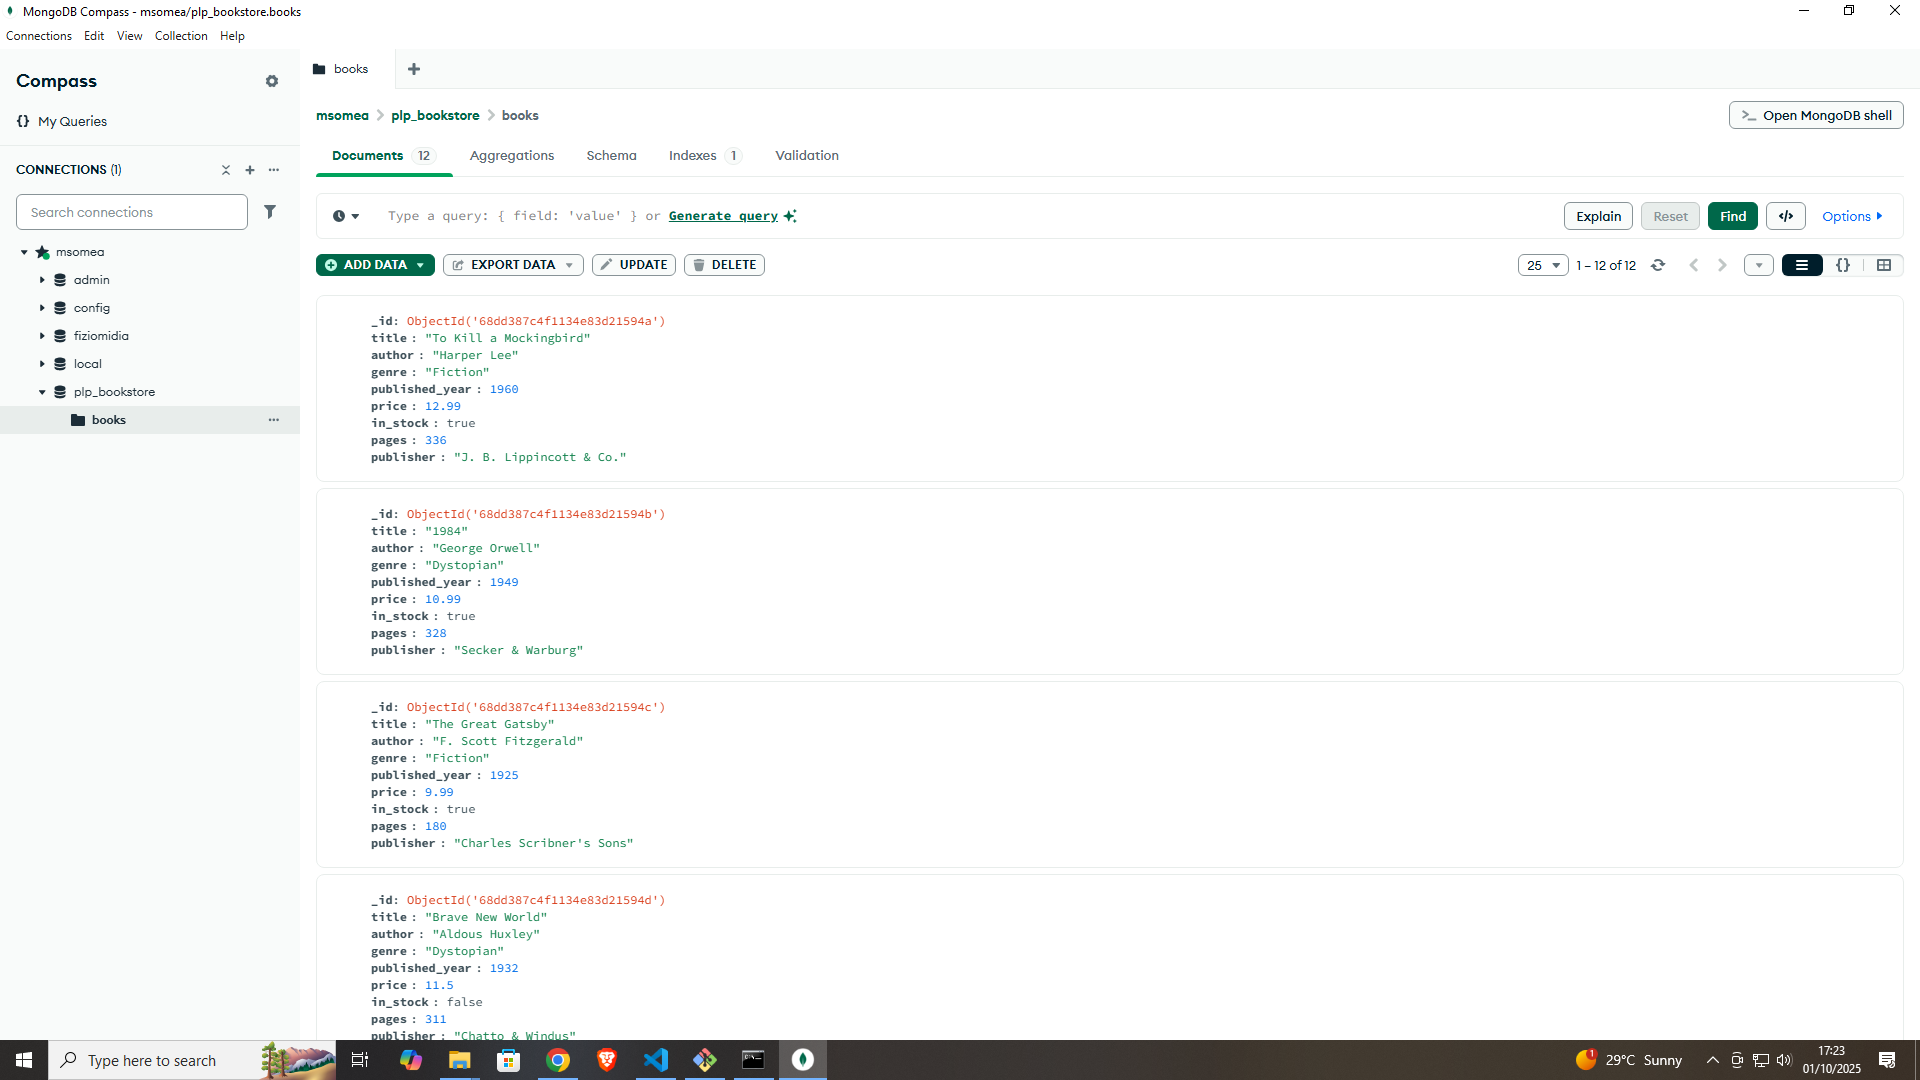 MongoDB Compass - msomea/plp_bookstore.books
Connections Edit View Collection Help
Compass
books
My Queries
msomea plp_bookstore books
Open MongoDB shell
CONNECTIONS (1)
Documents 12 Aggregations Schema Indexes 1 Validation
Search connections
Type a query: { field: 'value' } or Generate query
Explain Reset Find </> Options
msomea
admin
config
fiziomidia
local
plp_bookstore
books
ADD DATA EXPORT DATA UPDATE DELETE
25 1 – 12 of 12 {}
_id: ObjectId('68dd387c4f1134e83d21594a')
title : "To Kill a Mockingbird"
author : "Harper Lee"
genre : "Fiction"
published_year : 1960
price : 12.99
in_stock : true
pages : 336
publisher : "J. B. Lippincott & Co."
_id: ObjectId('68dd387c4f1134e83d21594b')
title : "1984"
author : "George Orwell"
genre : "Dystopian"
published_year : 1949
price : 10.99
in_stock : true
pages : 328
publisher : "Secker & Warburg"
_id: ObjectId('68dd387c4f1134e83d21594c')
title : "The Great Gatsby"
author : "F. Scott Fitzgerald"
genre : "Fiction"
published_year : 1925
price : 9.99
in_stock : true
pages : 180
publisher : "Charles Scribner's Sons"
_id: ObjectId('68dd387c4f1134e83d21594d')
title : "Brave New World"
author : "Aldous Huxley"
genre : "Dystopian"
published_year : 1932
price : 11.5
in_stock : false
pages : 311
publisher : "Chatto & Windus"
Type here to search
1 29°C Sunny
17:23
01/10/2025